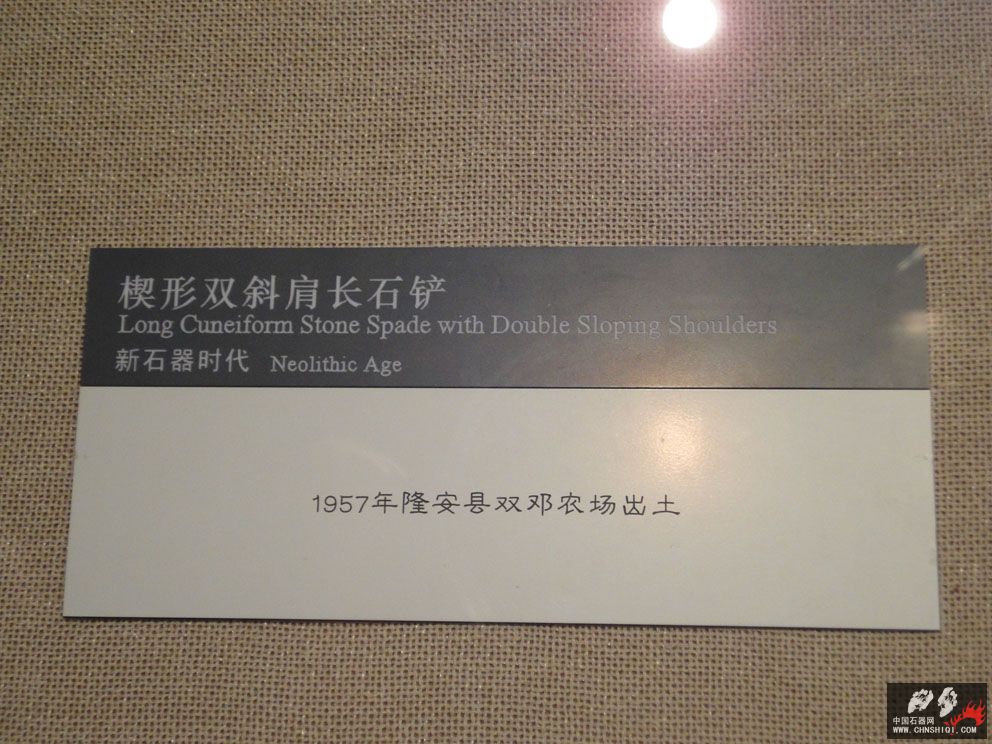 楔形双斜肩长石铲
Long Cuneiform Stone Spade with Double Sloping Shoulders
新石器时代 Neolithic Age
1957年隆安县双邓农场出土
中国石器网
WWW.CHNSHIQI.COM